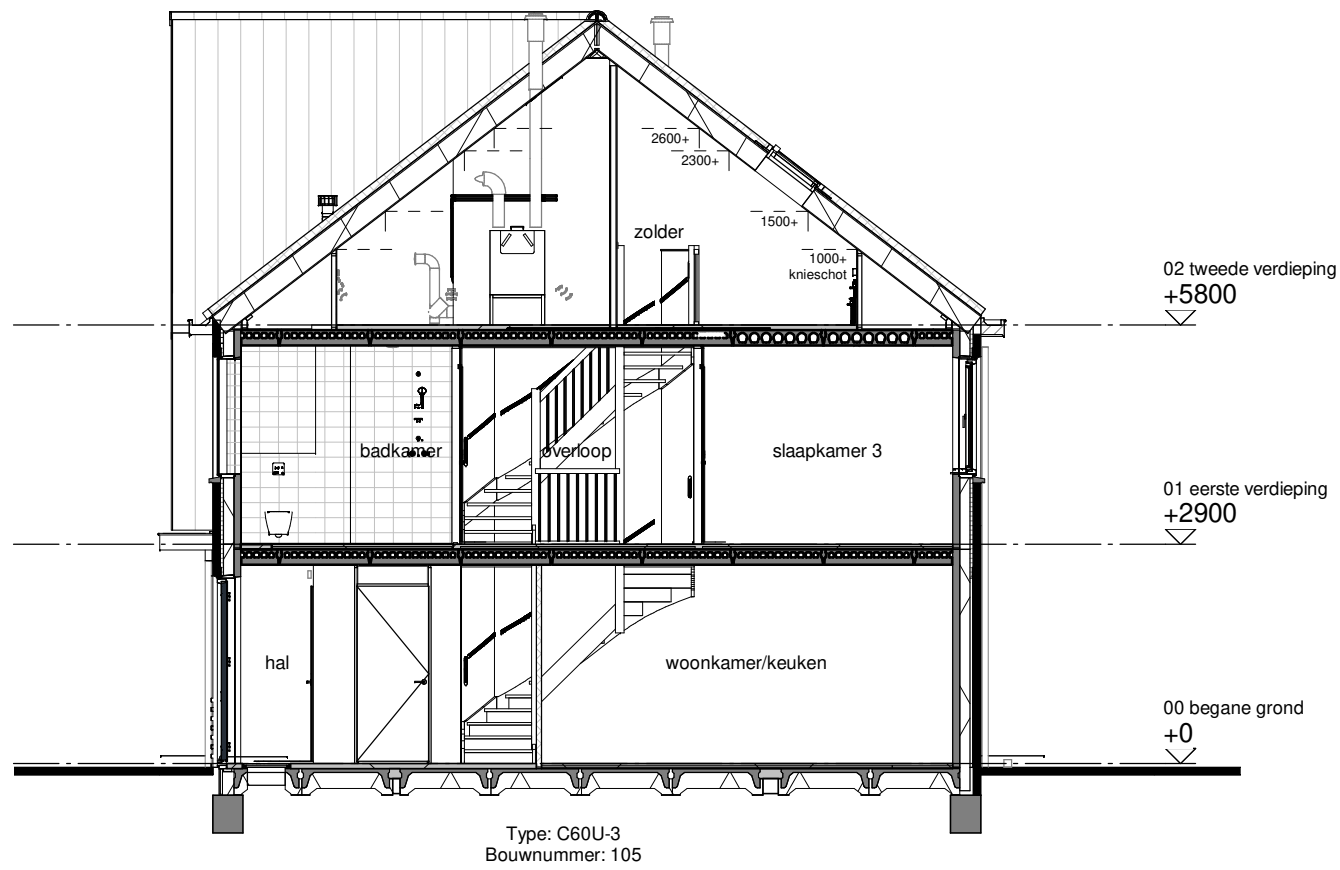 2600+
2300+
1500+
zolder
1000+
knieschot
02 tweede verdieping
+5800
badkamer
overloop
slaapkamer 3
01 eerste verdieping
+2900
hal
woonkamer/keuken
00 begane grond
+0
Type: C60U-3
Bouwnummer: 105